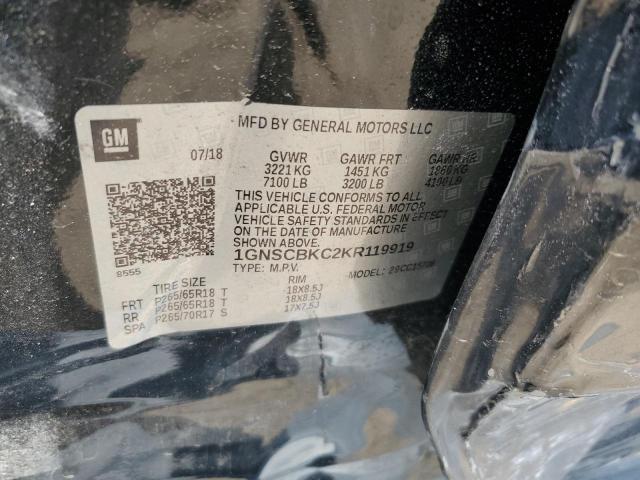 GM
MFD BY GENERAL MOTORS LLC
07/18 GVWR GAWR FRT GAWR RR
3221 KG 1451 KG 1860 KG
7100 LB 3200 LB 4100 LB
THIS VEHICLE CONFORMS TO ALL
APPLICABLE U.S. FEDERAL MOTOR
VEHICLE SAFETY STANDARDS IN EFFECT
ON THE DATE OF MANUFACTURE
SHOWN ABOVE.
1GNSCBKC2KR119919
8555
TYPE: M.P.V. MODEL:
TIRE SIZE RIM
FRT P265/65R18 T 18X8.5J
RR P265/65R18 T 18X8.5J
SPA P265/70R17 S 17X7.5J